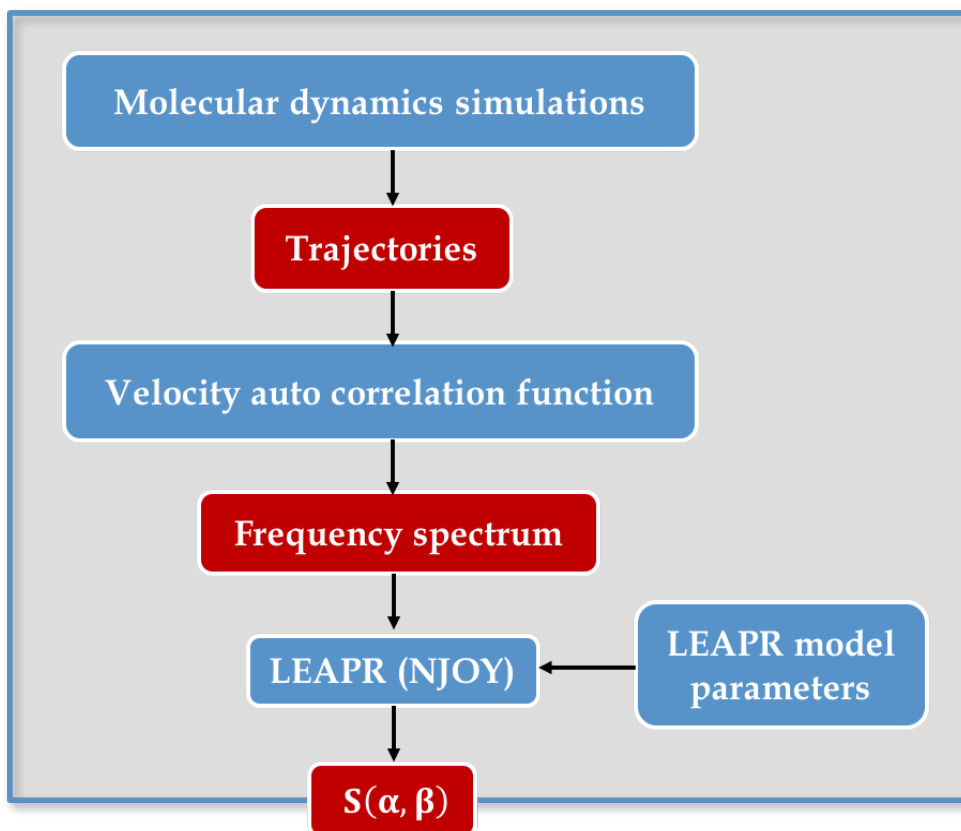 Molecular dynamics simulations
Trajectories
Velocity auto correlation function
Frequency spectrum
LEAPR (NJOY)
LEAPR model
parameters
S(α, β)